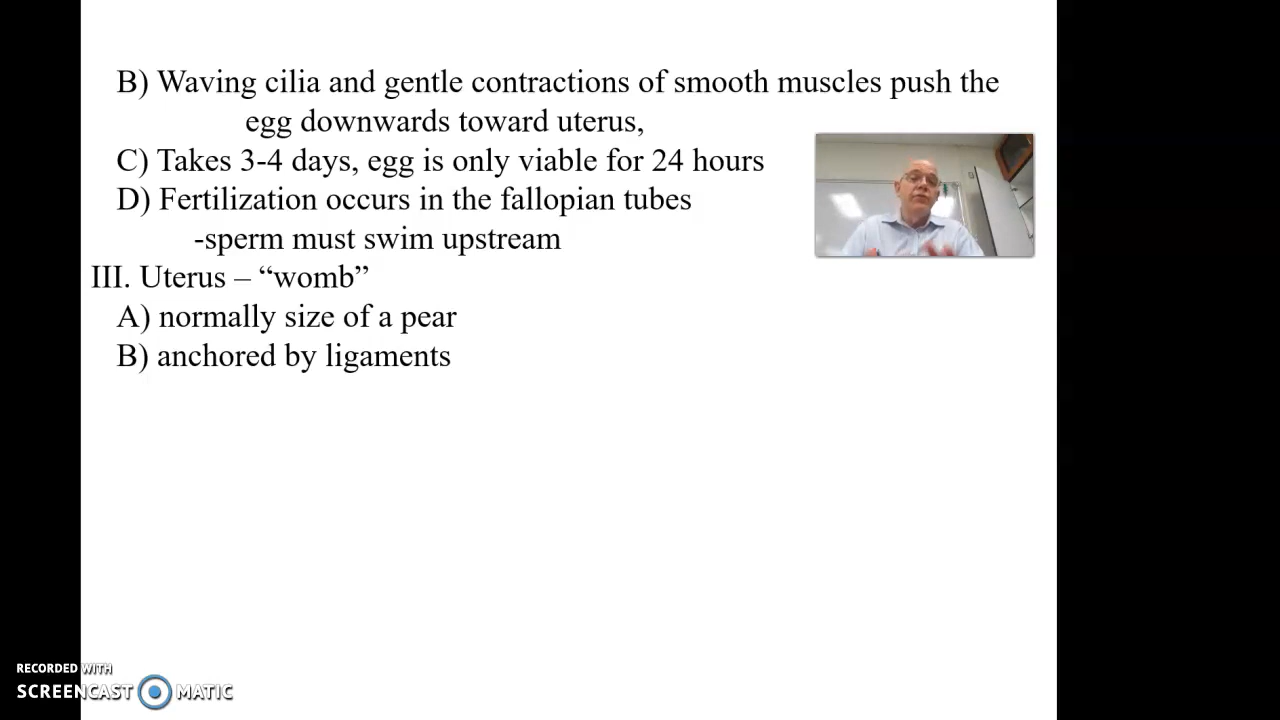 B) Waving cilia and gentle contractions of smooth muscles push the
egg downwards toward uterus,
C) Takes 3-4 days, egg is only viable for 24 hours
D) Fertilization occurs in the fallopian tubes
-sperm must swim upstream
III. Uterus – “womb”
A) normally size of a pear
B) anchored by ligaments
RECORDED WITH
SCREENCAST MATIC